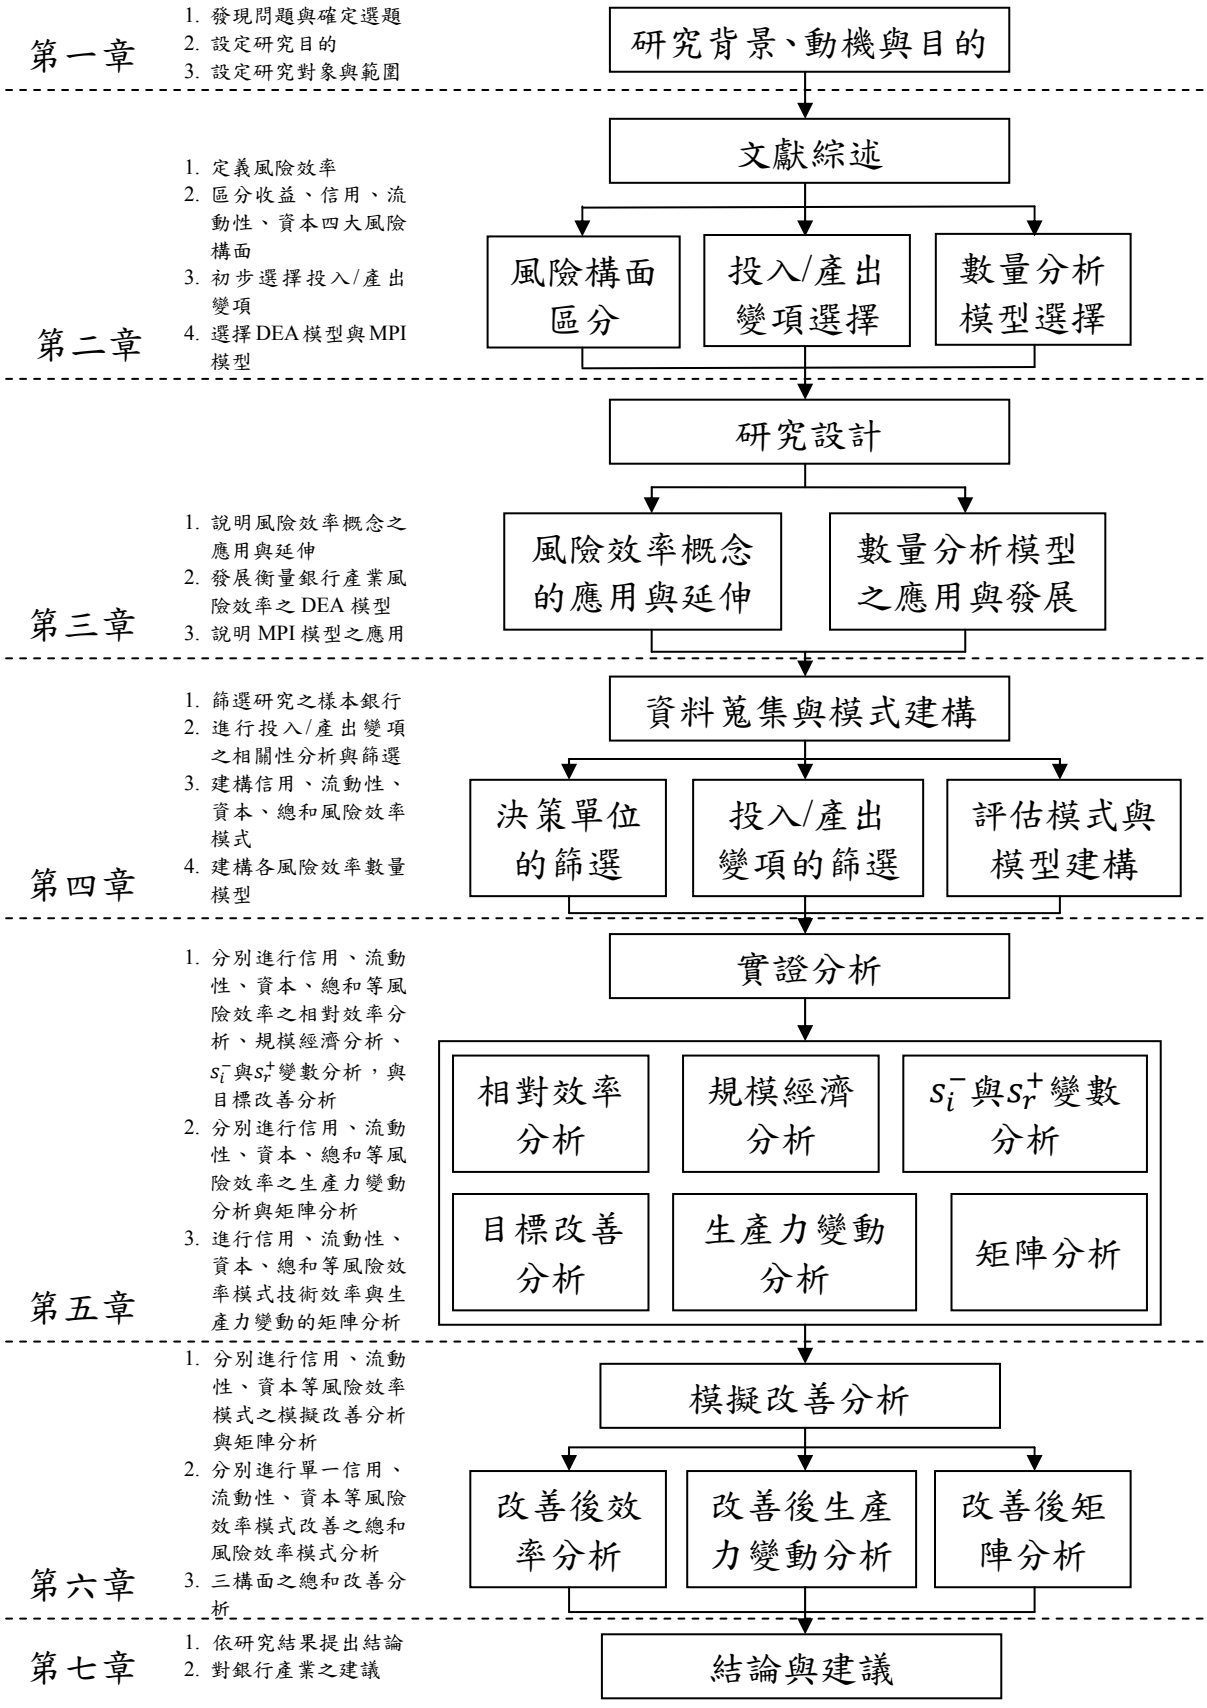 第一章
1. 發現問題與確定選題
2. 設定研究目的
3. 設定研究對象與範圍
研究背景、動機與目的
第二章
1. 定義風險效率
2. 區分收益、信用、流
動性、資本四大風險
構面
3. 初步選擇投入/產出
變項
4. 選擇 DEA 模型與 MPI
模型
文獻綜述
風險構面
區分
投入/產出
變項選擇
數量分析
模型選擇
第三章
1. 說明風險效率概念之
應用與延伸
2. 發展衡量銀行產業風
險效率之 DEA 模型
3. 說明 MPI 模型之應用
研究設計
風險效率概念
的應用與延伸
數量分析模型
之應用與發展
第四章
1. 篩選研究之樣本銀行
2. 進行投入/產出變項
之相關性分析與篩選
3. 建構信用、流動性、
資本、總和風險效率
模式
4. 建構各風險效率數量
模型
資料蒐集與模式建構
決策單位
的篩選
投入/產出
變項的篩選
評估模式與
模型建構
第五章
1. 分別進行信用、流動
性、資本、總和等風
險效率之相對效率分
析、規模經濟分析、
s_i^-與s_r^+變數分析，與
目標改善分析
2. 分別進行信用、流動
性、資本、總和等風
險效率之生產力變動
分析與矩陣分析
3. 進行信用、流動性、
資本、總和等風險效
率模式技術效率與生
產力變動的矩陣分析
實證分析
相對效率
分析
規模經濟
分析
s_i^-與s_r^+變數
分析
目標改善
分析
生產力變動
分析
矩陣分析
第六章
1. 分別進行信用、流動
性、資本等風險效率
模式之模擬改善分析
與矩陣分析
2. 分別進行單一信用、
流動性、資本等風險
效率模式改善之總和
風險效率模式分析
3. 三構面之總和改善分
析
模擬改善分析
改善後效
率分析
改善後生產
力變動分析
改善後矩
陣分析
第七章
1. 依研究結果提出結論
2. 對銀行產業之建議
結論與建議